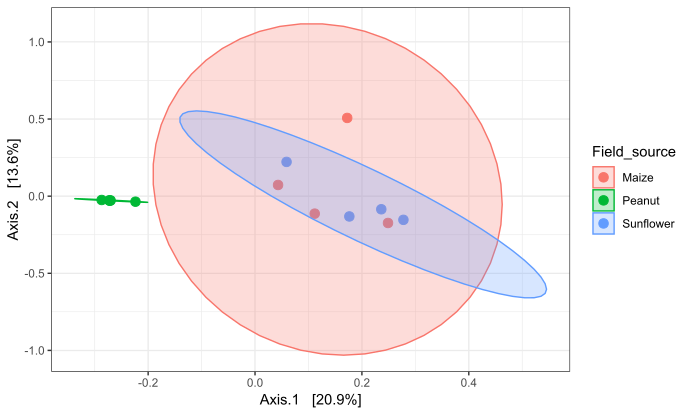 1.0
0.5
0.0
-0.5
-1.0
Axis.2 [13.6%]
-0.2
0.0
0.2
0.4
Axis.1 [20.9%]
Field_source
Maize
Peanut
Sunflower